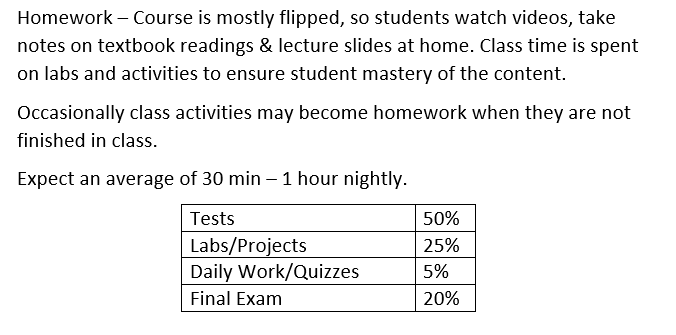 Homework – Course is mostly flipped, so students watch videos, take
notes on textbook readings & lecture slides at home. Class time is spent
on labs and activities to ensure student mastery of the content.
Occasionally class activities may become homework when they are not
finished in class.
Expect an average of 30 min – 1 hour nightly.
Tests 50%
Labs/Projects 25%
Daily Work/Quizzes 5%
Final Exam 20%